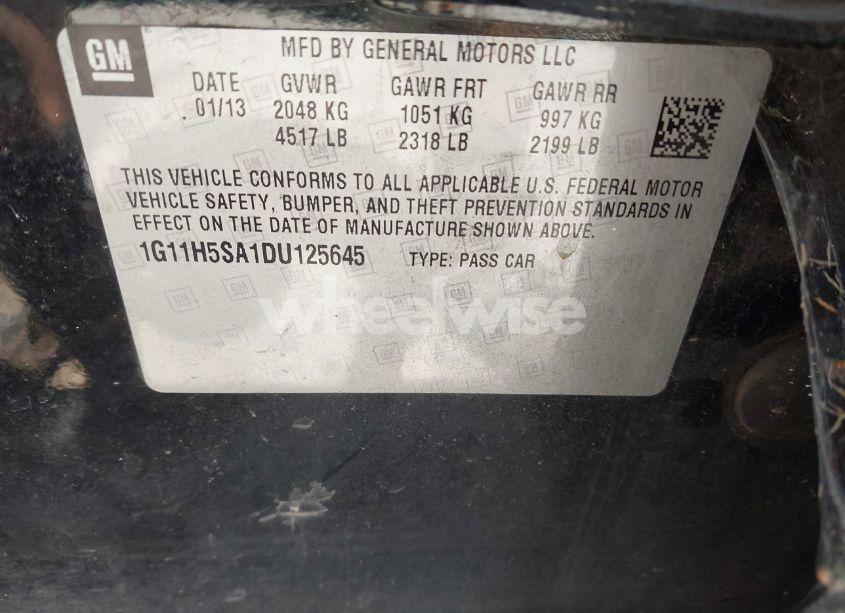 GM
MFD BY GENERAL MOTORS LLC
DATE GVWR GAWR FRT GAWR RR
01/13 2048 KG 1051 KG 997 KG
4517 LB 2318 LB 2199 LB
THIS VEHICLE CONFORMS TO ALL APPLICABLE U.S. FEDERAL MOTOR
VEHICLE SAFETY, BUMPER, AND THEFT PREVENTION STANDARDS IN
EFFECT ON THE DATE OF MANUFACTURE SHOWN ABOVE.
1G11H5SA1DU125645 TYPE: PASS CAR
wheelwise